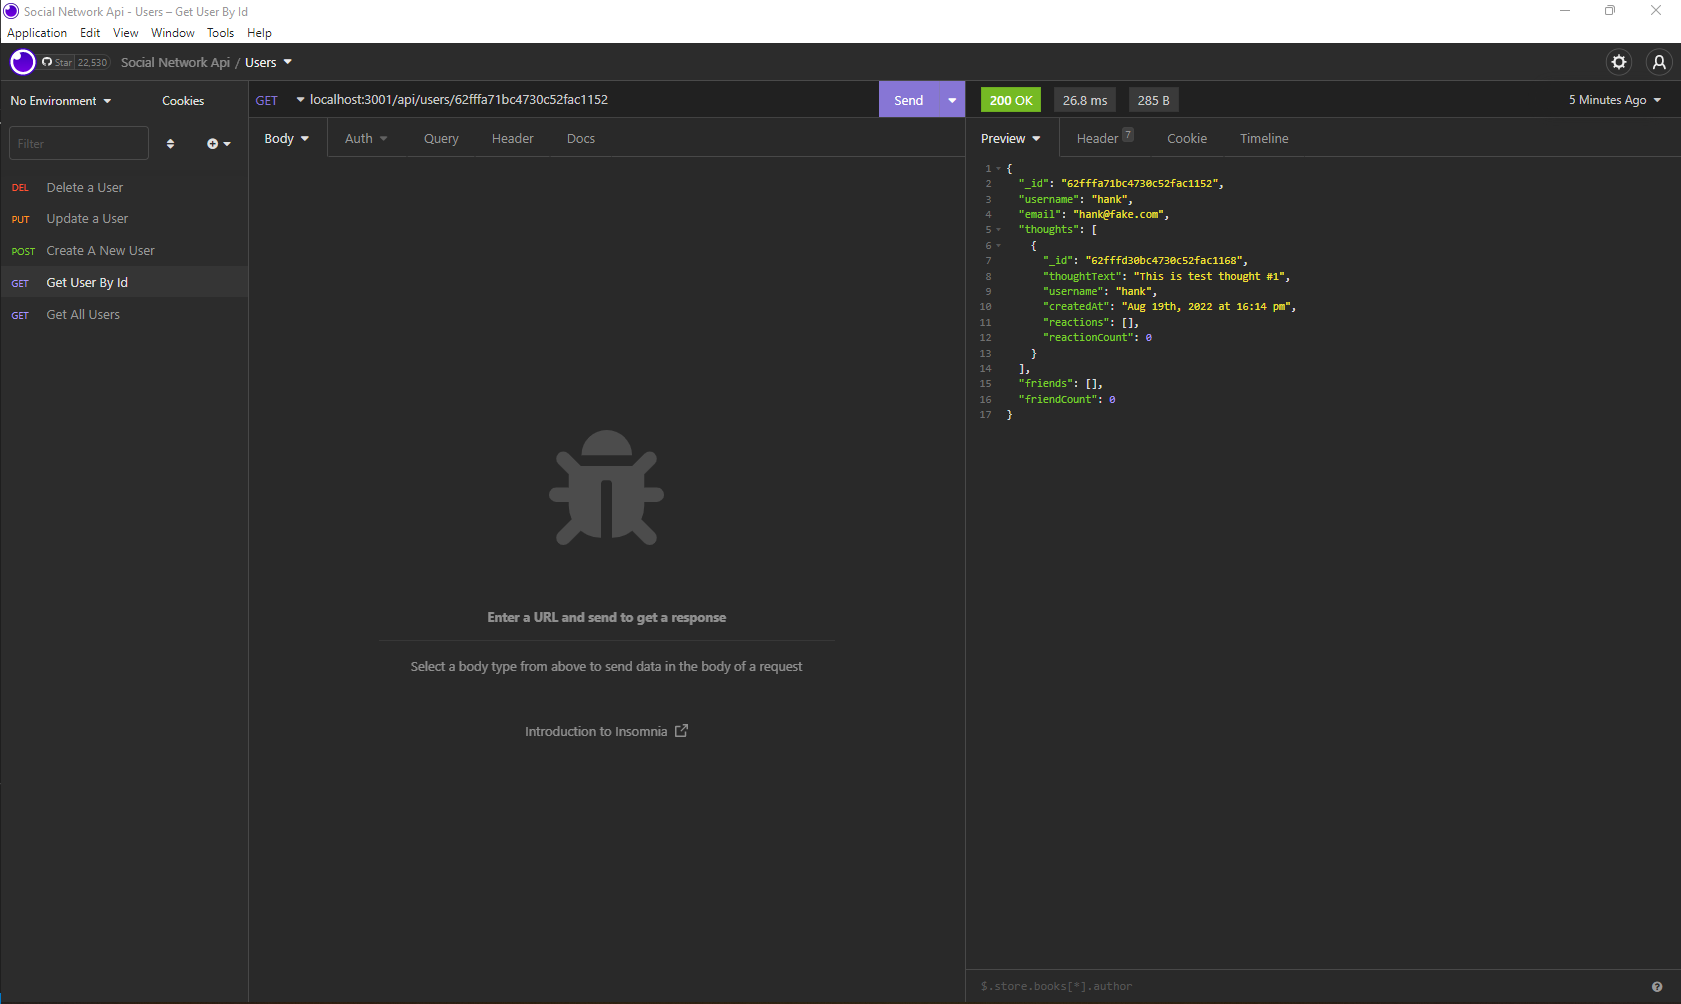 Social Network Api - Users – Get User By Id
Application Edit View Window Tools Help
Star 22,530 Social Network Api / Users
No Environment Cookies
Filter
DEL Delete a User
PUT Update a User
POST Create A New User
GET Get User By Id
GET Get All Users
GET localhost:3001/api/users/62fffa71bc4730c52fac1152 Send
Body Auth Query Header Docs
Enter a URL and send to get a response
Select a body type from above to send data in the body of a request
Introduction to Insomnia
200 OK 26.8 ms 285 B 5 Minutes Ago
Preview Header 7 Cookie Timeline
1 {
2 "_id": "62fffa71bc4730c52fac1152",
3 "username": "hank",
4 "email": "hank@fake.com",
5 "thoughts": [
6 {
7 "_id": "62fffd30bc4730c52fac1168",
8 "thoughtText": "This is test thought #1",
9 "username": "hank",
10 "createdAt": "Aug 19th, 2022 at 16:14 pm",
11 "reactions": [],
12 "reactionCount": 0
13 }
14 ],
15 "friends": [],
16 "friendCount": 0
17 }
$.store.books[*].author